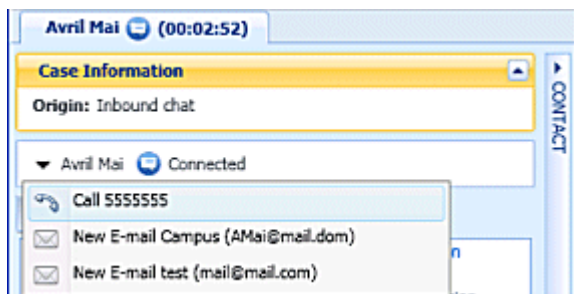 Avril Mai (00:02:52)
Case Information
Origin: Inbound chat
CONTACT
Avril Mai Connected
Call 5555555
New E-mail Campus (AMai@mail.dom)
New E-mail test (mail@mail.com)